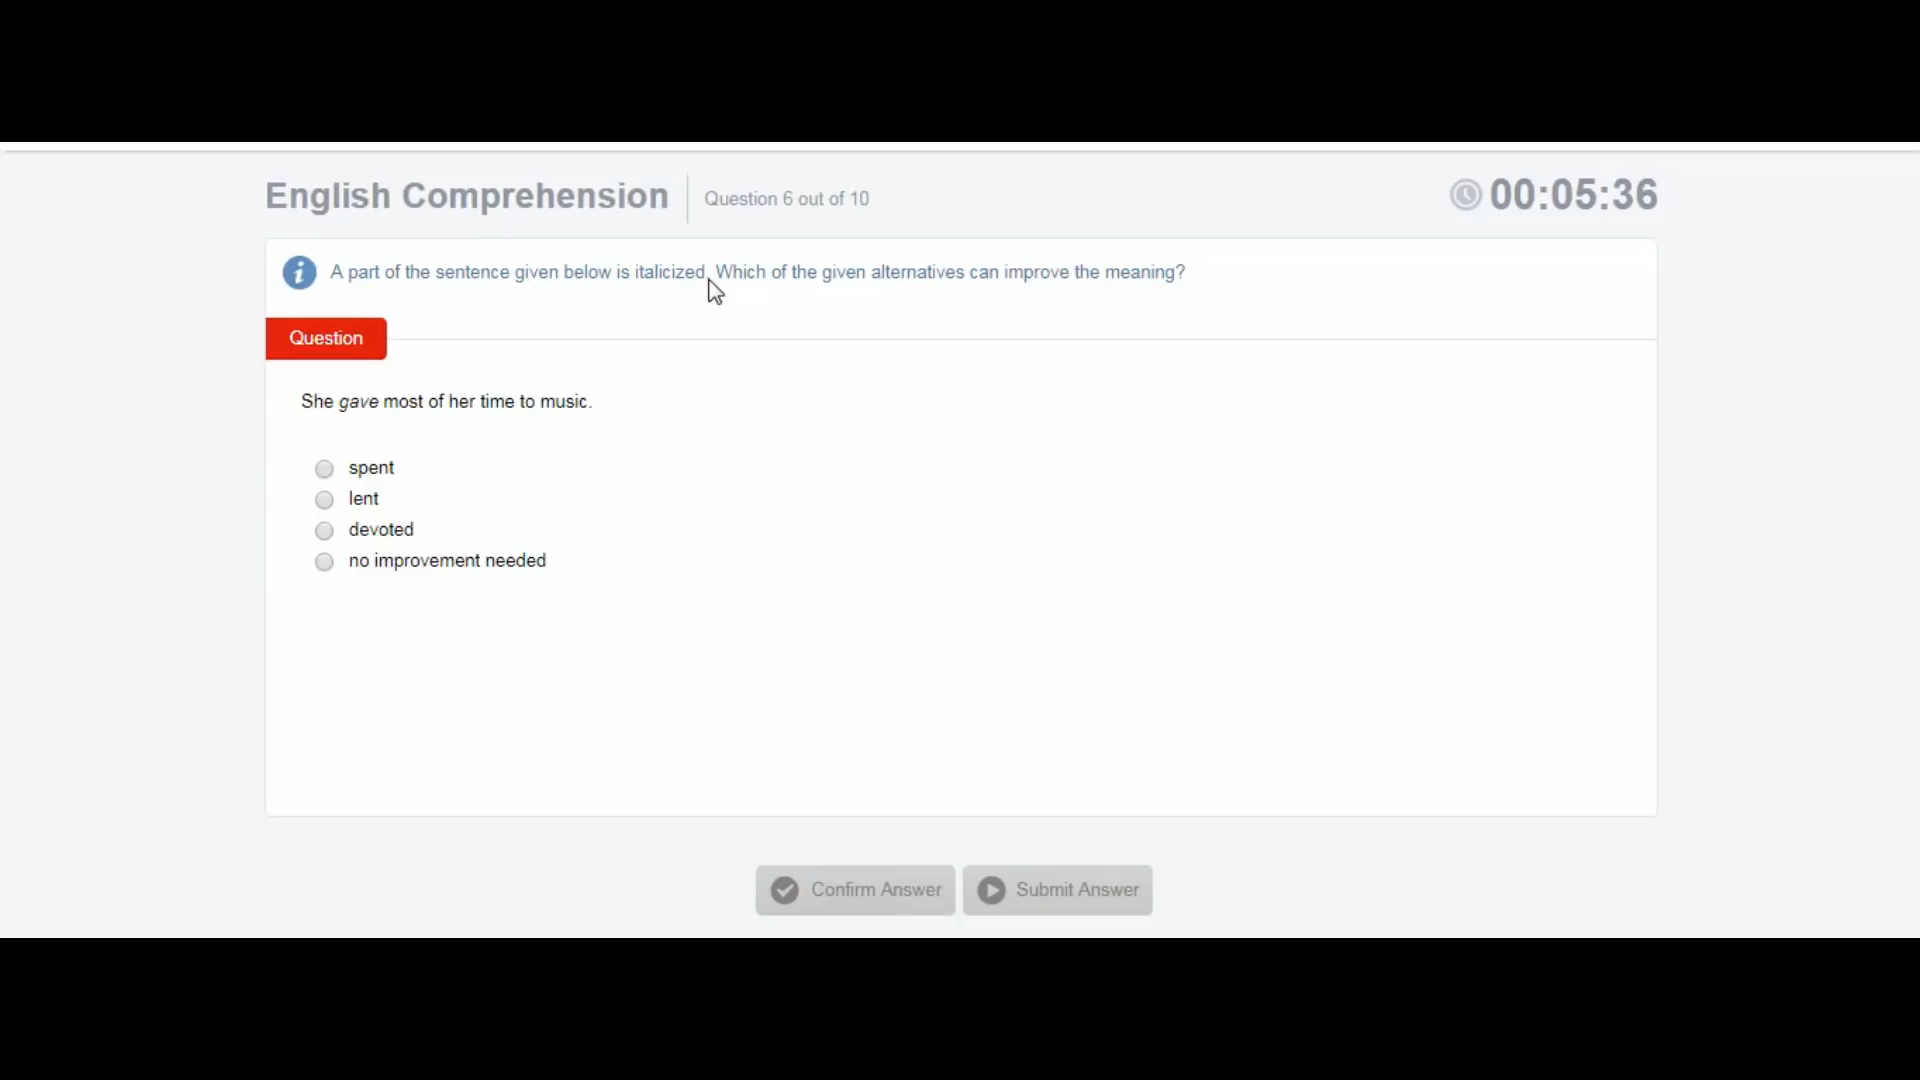 English Comprehension
Question 6 out of 10
00:05:36
A part of the sentence given below is italicized. Which of the given alternatives can improve the meaning?
Question
She gave most of her time to music.
spent
lent
devoted
no improvement needed
Confirm Answer
Submit Answer